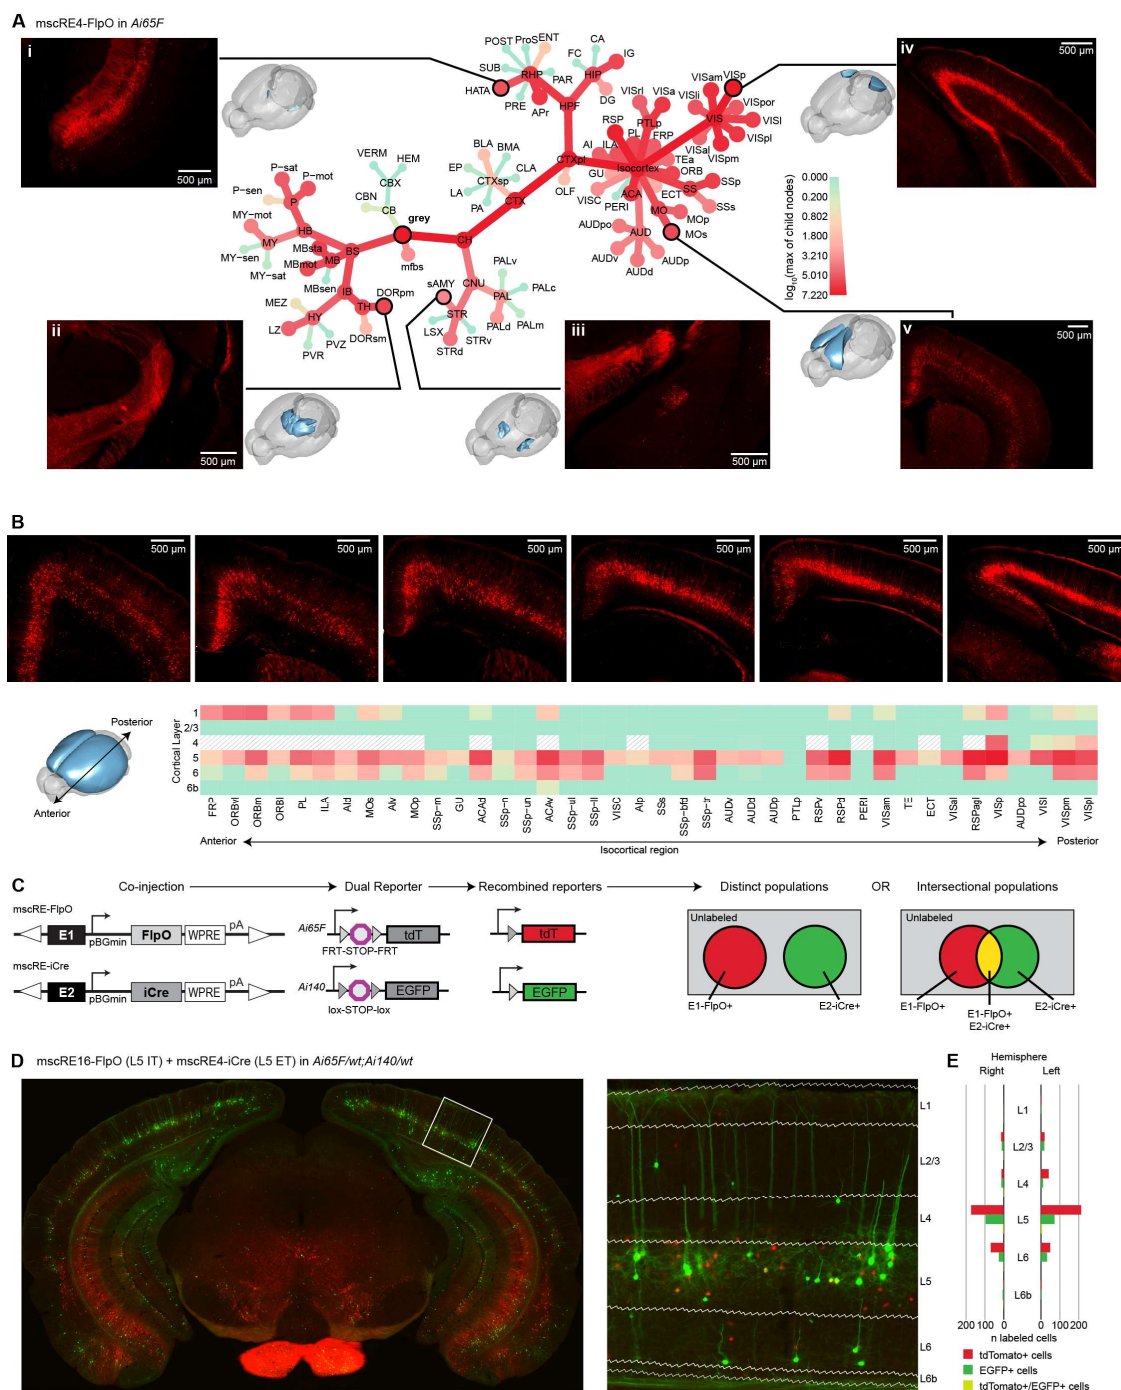 A mscRE4-FlpO in Ai65F
i
500 µm
iv
500 µm
ii
500 µm
iii
500 µm
v
500 µm
POST
ProS
ENT
SUB
RHP
HATA
PRE
PAR
APr
FC
CA
IG
HIP
DG
HPF
CTXpl
OLF
VISrl
VISa
VISam
VISp
VISli
VISpor
VIS
VISl
VISpl
VISal
VISpm
RSP
PTLp
PL
FRP
AI
ILA
TEa
GU
Isocortex
ORB
VISC
ECT
SS
SSp
SSs
PERI
ACA
MO
MOp
MOs
AUDpo
AUD
AUDv
AUDd
AUDp
BLA
BMA
EP
CTXsp
CLA
LA
PA
CTX
VERM
HEM
CBX
CBN
CB
grey
mfbs
CH
P-sat
P-mot
P-sen
P
MY-mot
HB
MY
MY-sen
MY-sat
MBsta
MB
MBmot
MBsen
BS
IB
TH
DORpm
DORsm
MEZ
HY
LZ
PVR
PVZ
sAMY
CNU
STR
LSX
STRv
STRd
PALv
PALc
PAL
PALd
PALm
0.000
0.200
0.802
1.800
3.210
5.010
7.220
log10(max of child nodes)
B
500 µm
500 µm
500 µm
500 µm
500 µm
500 µm
Posterior
Anterior
Cortical Layer
1
2/3
4
5
6
6b
FRP
ORBvl
ORBm
ORBl
PL
ILA
AId
MOs
AIv
MOp
SSp-m
GU
ACAd
SSp-n
SSp-un
ACAv
SSp-ul
SSp-ll
VISC
AIp
SSs
SSp-bfd
SSp-tr
AUDv
AUDd
AUDp
PTLp
RSPv
RSPd
PERI
VISam
TE
ECT
VISal
RSPagl
VISp
AUDpo
VISl
VISpm
VISpl
Anterior
Isocortical region
Posterior
C
Co-injection
Dual Reporter
Recombined reporters
Distinct populations
OR
Intersectional populations
mscRE-FlpO
E1
pBGmin
FlpO
WPRE
pA
Ai65F
tdT
FRT-STOP-FRT
tdT
mscRE-iCre
E2
pBGmin
iCre
WPRE
pA
Ai140
EGFP
lox-STOP-lox
EGFP
Unlabeled
E1-FlpO+
E2-iCre+
Unlabeled
E1-FlpO+
E1-FlpO+
E2-iCre+
E2-iCre+
D mscRE16-FlpO (L5 IT) + mscRE4-iCre (L5 ET) in Ai65F/wt;Ai140/wt
L1
L2/3
L4
L5
L6
L6b
E
Hemisphere
Right
Left
L1
L2/3
L4
L5
L6
L6b
200 100 0 0 100 200
n labeled cells
tdTomato+ cells
EGFP+ cells
tdTomato+/EGFP+ cells